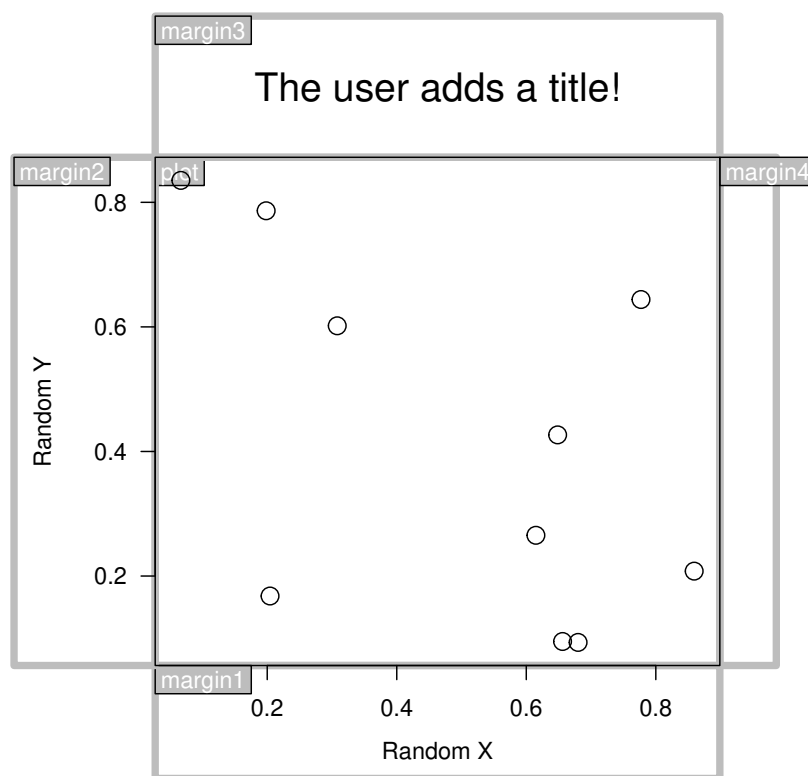 margin3
The user adds a title!
margin2
plot
margin4
0.8
0.6
0.4
0.2
Random Y
margin1
0.2 0.4 0.6 0.8
Random X